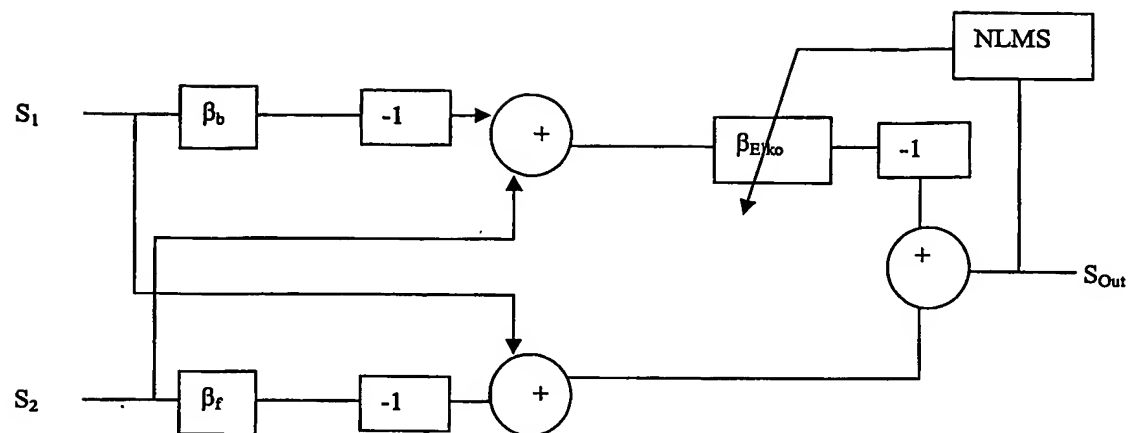 NLMS
S₁
β_b
-1
+
β_Elko
-1
+
S_Out
S₂
β_f
-1
+